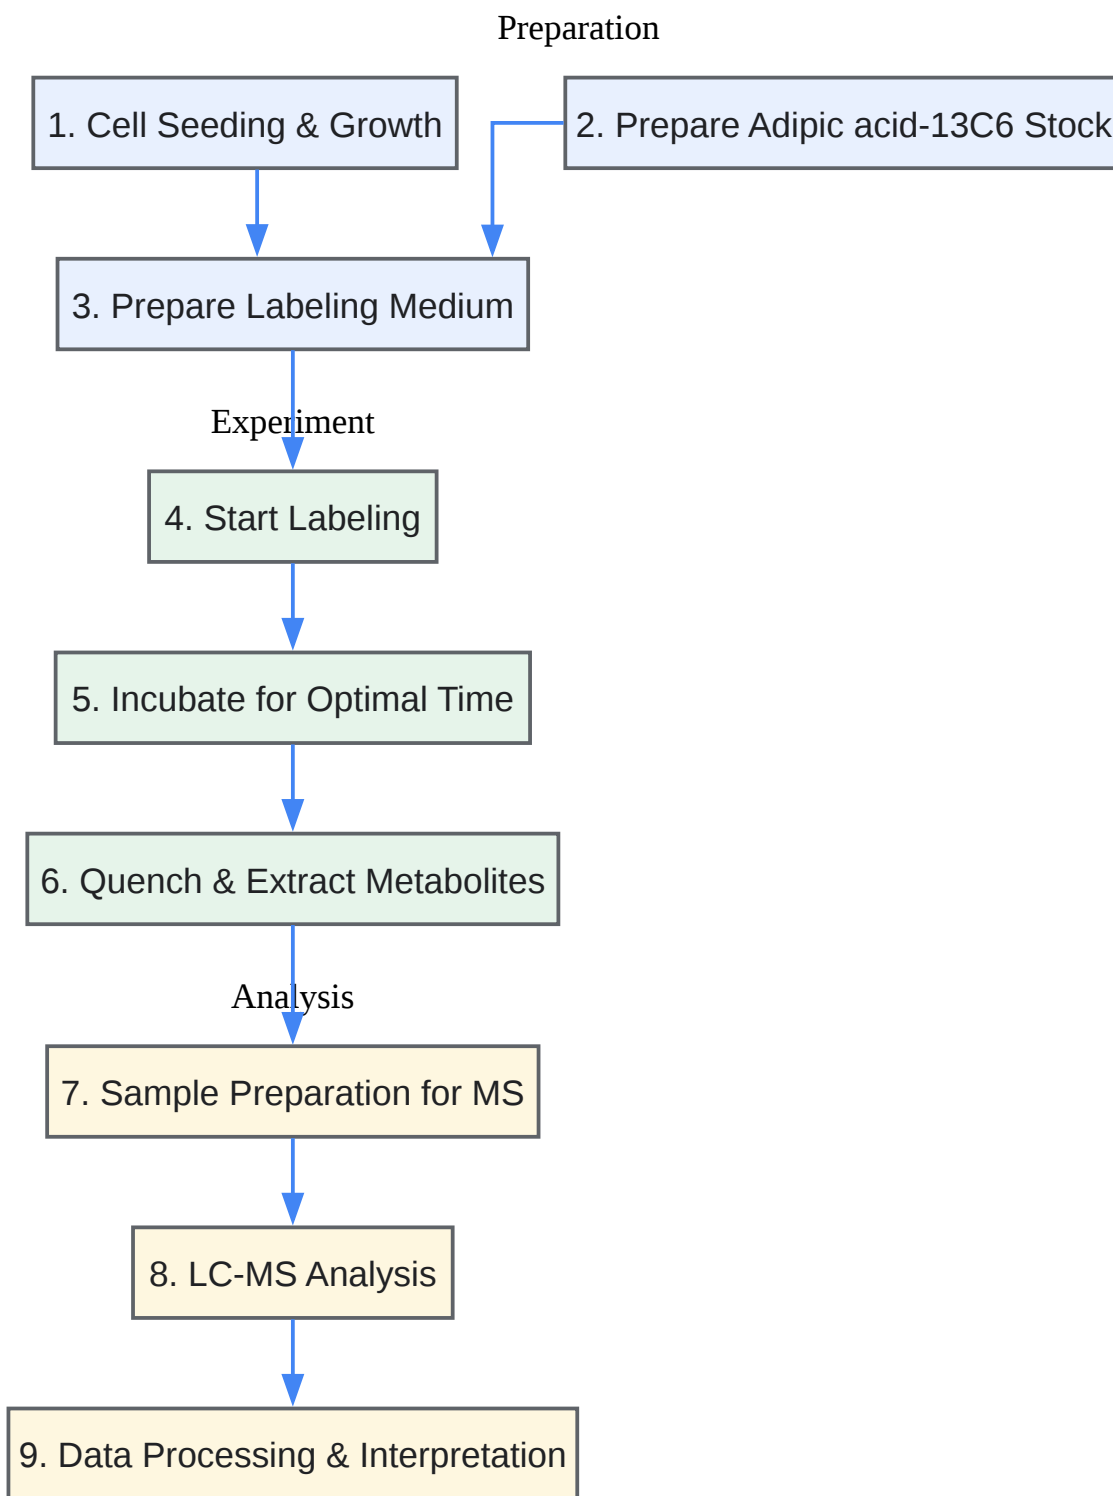 Preparation
1. Cell Seeding & Growth
2. Prepare Adipic acid-13C6 Stock
3. Prepare Labeling Medium
Experiment
4. Start Labeling
5. Incubate for Optimal Time
6. Quench & Extract Metabolites
Analysis
7. Sample Preparation for MS
8. LC-MS Analysis
9. Data Processing & Interpretation